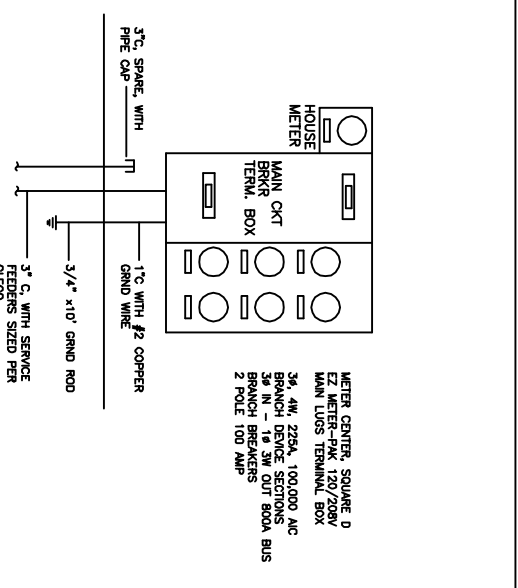 HOUSE
METER
MAIN CKT
BRKR
TERM. BOX
METER CENTER, SQUARE D
EZ METER-PAK 120/208V
MAIN LUGS TERMINAL BOX
3ø, 4W, 225A, 100,000 AIC
BRANCH DEVICE SECTIONS
3ø IN - 1ø 3W OUT 800A BUS
BRANCH BREAKERS
2 POLE 100 AMP
3"C, SPARE, WITH
PIPE CAP
1"C WITH #2 COPPER
GRND WIRE
3/4" x10' GRND ROD
3" C, WITH SERVICE
FEEDERS SIZED PER